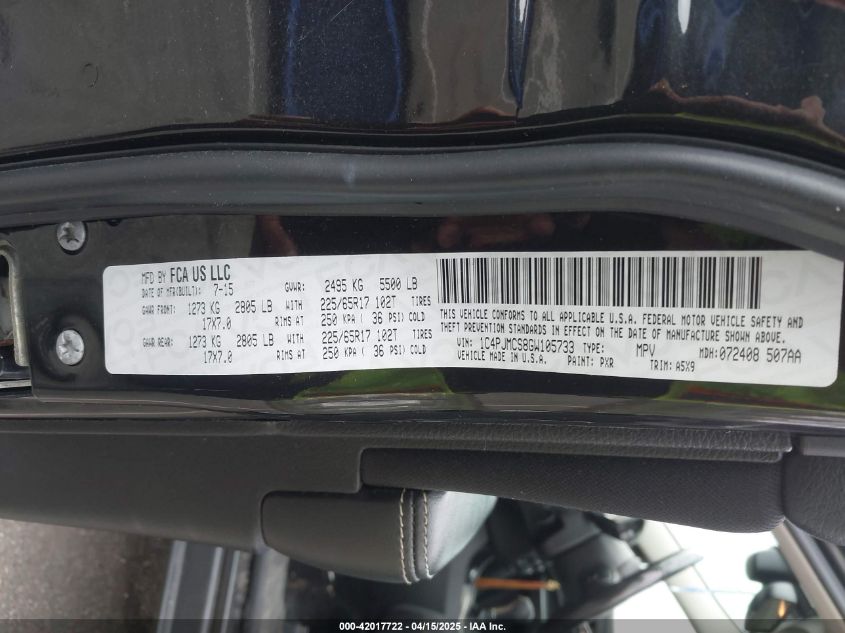 MFD BY FCA US LLC
DATE OF MFR(BUILT): 7-15 GVWR: 2495 KG 5500 LB
GAWR FRONT: 1273 KG 2805 LB WITH 225/65R17 102T TIRES
17X7.0 RIMS AT 250 KPA ( 36 PSI) COLD
GAWR REAR: 1273 KG 2805 LB WITH 225/65R17 102T TIRES
17X7.0 RIMS AT 250 KPA ( 36 PSI) COLD
THIS VEHICLE CONFORMS TO ALL APPLICABLE U.S.A. FEDERAL MOTOR VEHICLE SAFETY AND
THEFT PREVENTION STANDARDS IN EFFECT ON THE DATE OF MANUFACTURE SHOWN ABOVE.
VIN: 1C4PJMCS8GW105733 TYPE: MPV MDH: 072408 507AA
VEHICLE MADE IN U.S.A. PAINT: PXR TRIM: A5X9
000-42017722 - 04/15/2025 - IAA Inc.